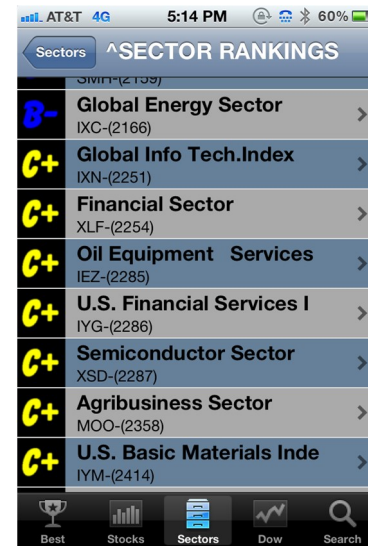 AT&T 4G 5:14 PM 60%
Sectors ^SECTOR RANKINGS
SMH-(2159)
B- Global Energy Sector
IXC-(2166)
C+ Global Info Tech.Index
IXN-(2251)
C+ Financial Sector
XLF-(2254)
C+ Oil Equipment Services
IEZ-(2285)
C+ U.S. Financial Services I
IYG-(2286)
C+ Semiconductor Sector
XSD-(2287)
C+ Agribusiness Sector
MOO-(2358)
C+ U.S. Basic Materials Inde
IYM-(2414)
Best Stocks Sectors Dow Search